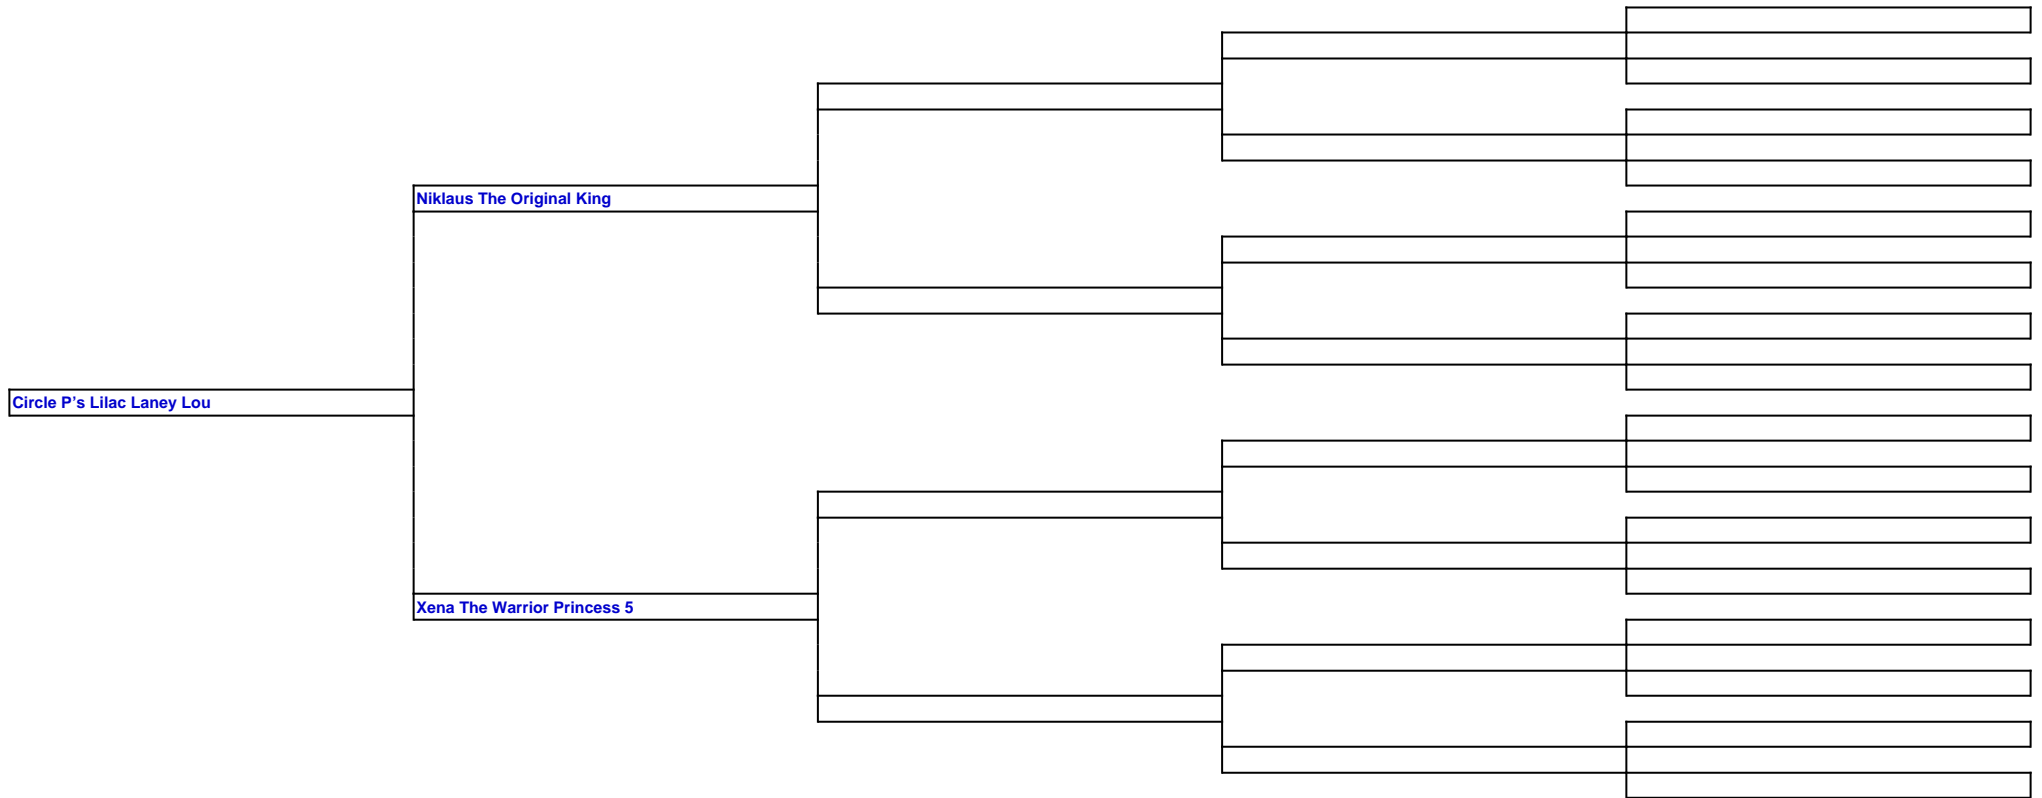 Niklaus The Original King
Circle P’s Lilac Laney Lou
Xena The Warrior Princess 5